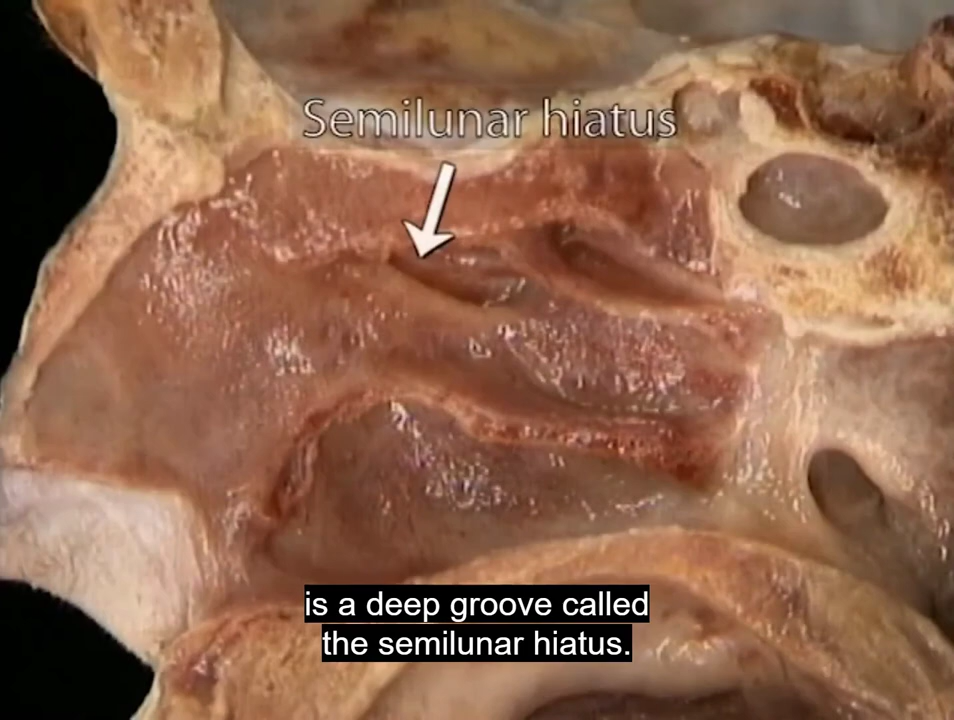 Semilunar hiatus
is a deep groove called
the semilunar hiatus.